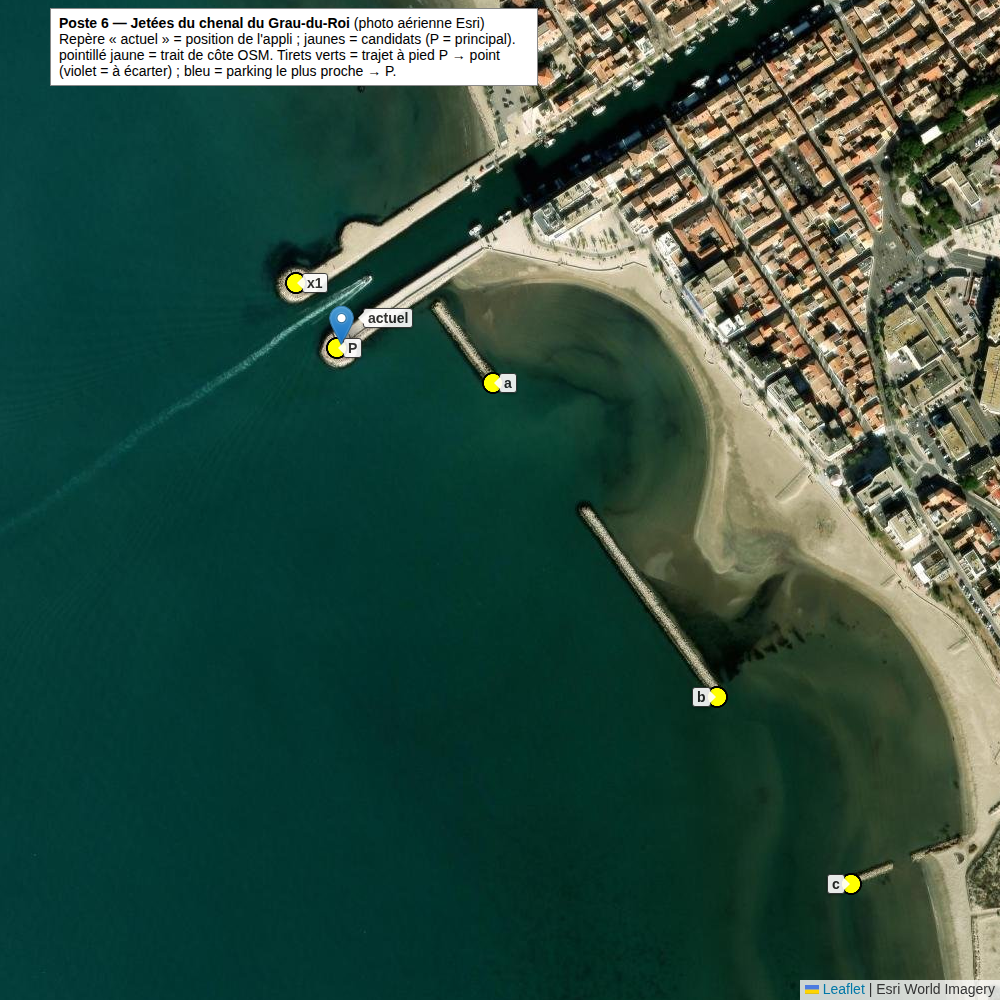 Poste 6 — Jetées du chenal du Grau-du-Roi (photo aérienne Esri)
Repère « actuel » = position de l'appli ; jaunes = candidats (P = principal).
pointillé jaune = trait de côte OSM. Tirets verts = trajet à pied P → point
(violet = à écarter) ; bleu = parking le plus proche → P.
x1
actuel
P
a
b
c
Leaflet | Esri World Imagery